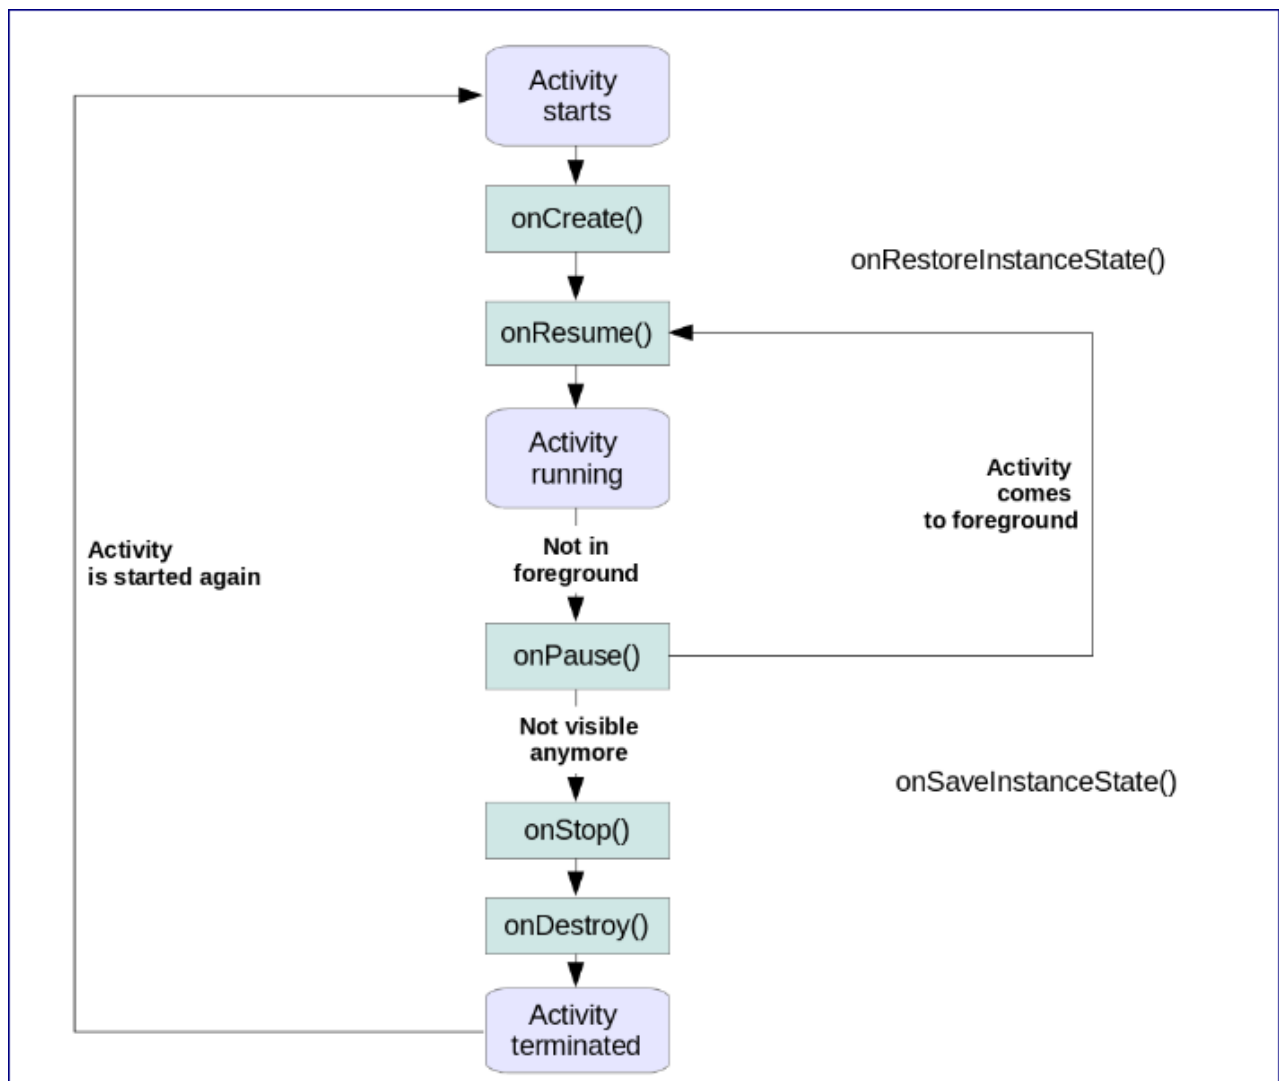 Activity
starts
onCreate()
onRestoreInstanceState()
onResume()
Activity
running
Activity
comes
to foreground
Not in
foreground
Activity
is started again
onPause()
Not visible
anymore
onSaveInstanceState()
onStop()
onDestroy()
Activity
terminated